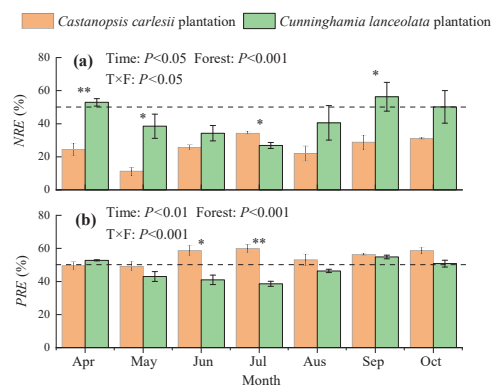 Castanopsis carlesii plantation Cunninghamia lanceolata plantation
(a) Time: P<0.05 Forest: P<0.001
T×F: P<0.05
** * * *
NRE (%)
80
60
40
20
0
(b) Time: P<0.01 Forest: P<0.001
T×F: P<0.001
* **
PRE (%)
80
60
40
20
0
Apr May Jun Jul Aus Sep Oct
Month